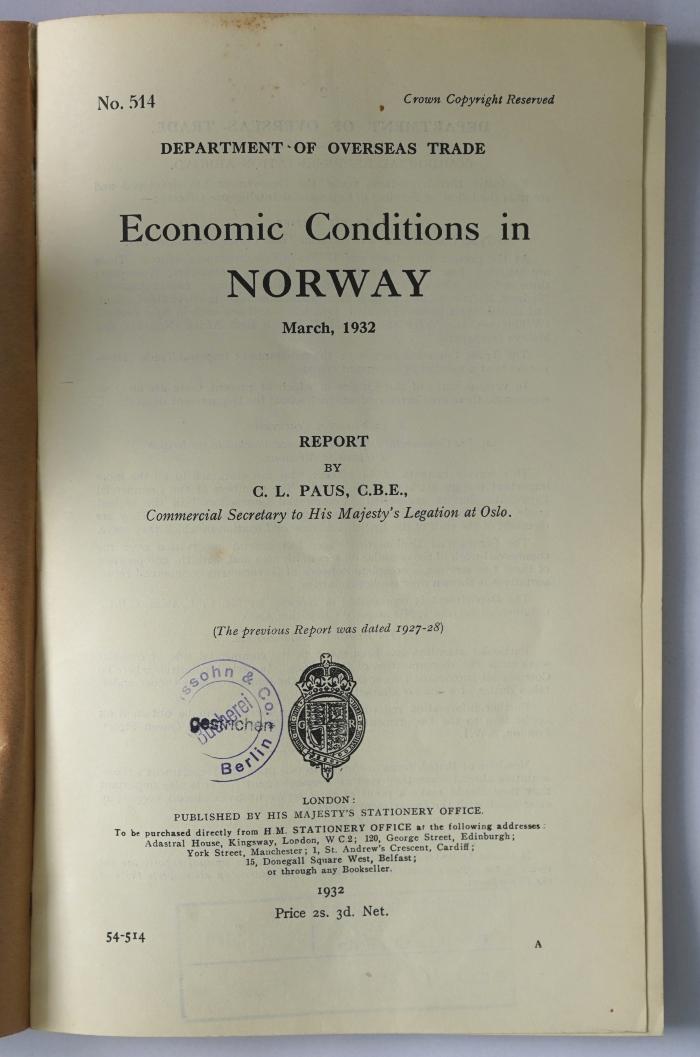 No. 514
Crown Copyright Reserved
DEPARTMENT OF OVERSEAS TRADE
Economic Conditions in
NORWAY
March, 1932
REPORT
BY
C. L. PAUS, C.B.E.,
Commercial Secretary to His Majesty's Legation at Oslo.
(The previous Report was dated 1927-28)
ssohn & Co.
Bücherei
gestrichen
Berlin
G R
LONDON:
PUBLISHED BY HIS MAJESTY'S STATIONERY OFFICE.
To be purchased directly from H.M. STATIONERY OFFICE at the following addresses:
Adastral House, Kingsway, London, W C 2; 120, George Street, Edinburgh;
York Street, Manchester; 1, St. Andrew's Crescent, Cardiff;
15, Donegall Square West, Belfast;
or through any Bookseller.
1932
Price 2s. 3d. Net.
54-514
A